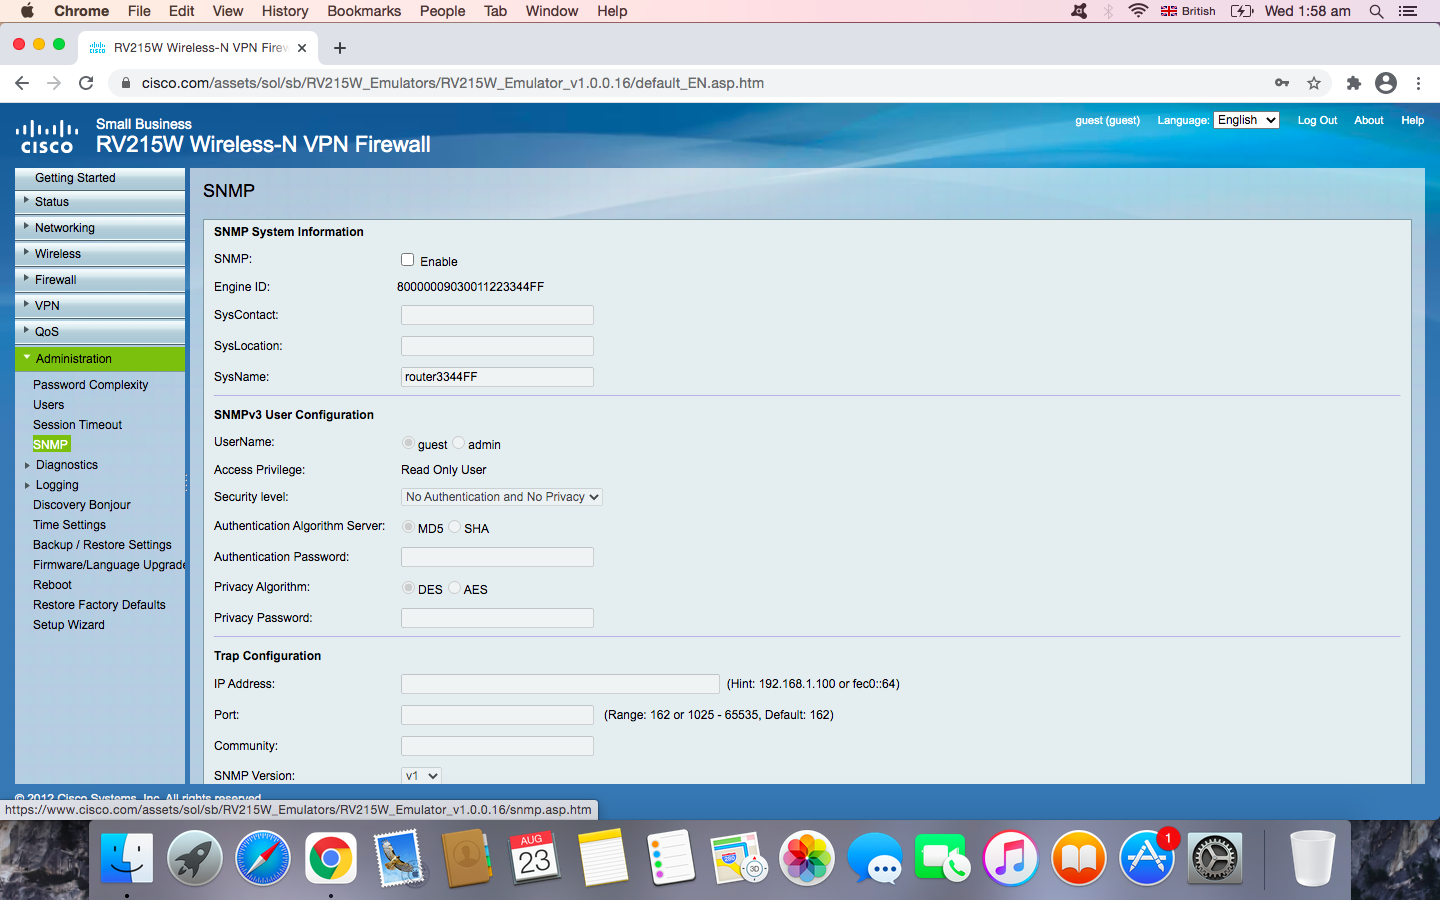 Chrome File Edit View History Bookmarks People Tab Window Help British Wed 1:58 am
RV215W Wireless-N VPN Firew
cisco.com/assets/sol/sb/RV215W_Emulators/RV215W_Emulator_v1.0.0.16/default_EN.asp.htm
cisco
Small Business
RV215W Wireless-N VPN Firewall
guest (guest) Language: English Log Out About Help
Getting Started
Status
Networking
Wireless
Firewall
VPN
QoS
Administration
Password Complexity
Users
Session Timeout
SNMP
Diagnostics
Logging
Discovery Bonjour
Time Settings
Backup / Restore Settings
Firmware/Language Upgrade
Reboot
Restore Factory Defaults
Setup Wizard
SNMP
SNMP System Information
SNMP: Enable
Engine ID: 80000009030011223344FF
SysContact:
SysLocation:
SysName: router3344FF
SNMPv3 User Configuration
UserName: guest admin
Access Privilege: Read Only User
Security level: No Authentication and No Privacy
Authentication Algorithm Server: MD5 SHA
Authentication Password:
Privacy Algorithm: DES AES
Privacy Password:
Trap Configuration
IP Address: (Hint: 192.168.1.100 or fec0::64)
Port: (Range: 162 or 1025 - 65535, Default: 162)
Community:
SNMP Version: v1
© 2012 Cisco Systems, Inc. All rights reserved.
https://www.cisco.com/assets/sol/sb/RV215W_Emulators/RV215W_Emulator_v1.0.0.16/snmp.asp.htm
AUG
23
280
3D
1